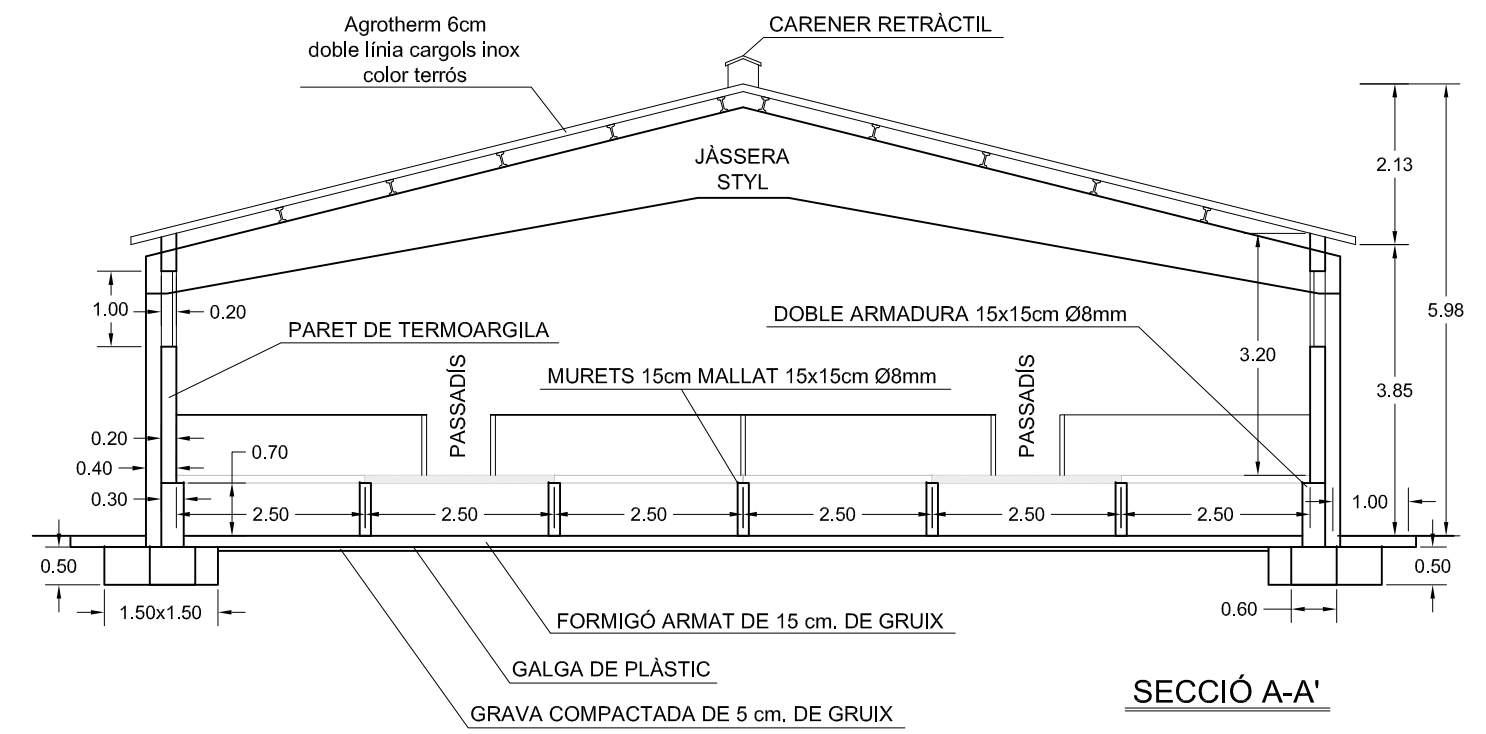 Agrotherm 6cm
doble línia cargols inox
color terrós
CARENER RETRÀCTIL
JÀSSERA
STYL
2.13
5.98
1.00
0.20
PARET DE TERMOARGILA
DOBLE ARMADURA 15x15cm Ø8mm
3.20
MURETS 15cm MALLAT 15x15cm Ø8mm
PASSADÍS
PASSADÍS
3.85
0.20
0.40
0.70
0.30
1.00
2.50
2.50
2.50
2.50
2.50
2.50
0.50
0.50
1.50x1.50
0.60
FORMIGÓ ARMAT DE 15 cm. DE GRUIX
GALGA DE PLÀSTIC
GRAVA COMPACTADA DE 5 cm. DE GRUIX
SECCIÓ A-A'